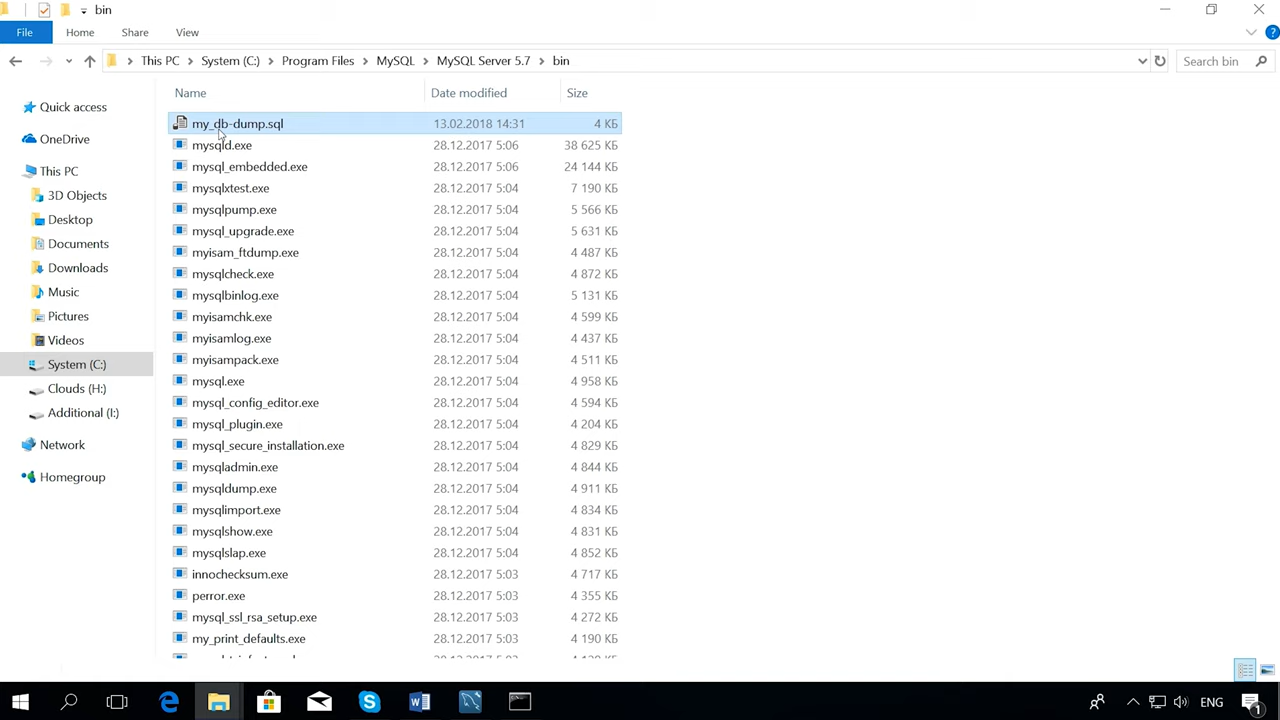 bin
File Home Share View
This PC System (C:) Program Files MySQL MySQL Server 5.7 bin Search bin
Name Date modified Size
Quick access
OneDrive
This PC
3D Objects
Desktop
Documents
Downloads
Music
Pictures
Videos
System (C:)
Clouds (H:)
Additional (I:)
Network
Homegroup
my_db-dump.sql 13.02.2018 14:31 4 КБ
mysqld.exe 28.12.2017 5:06 38 625 КБ
mysql_embedded.exe 28.12.2017 5:06 24 144 КБ
mysqlxtest.exe 28.12.2017 5:04 7 190 КБ
mysqlpump.exe 28.12.2017 5:04 5 566 КБ
mysql_upgrade.exe 28.12.2017 5:04 5 631 КБ
myisam_ftdump.exe 28.12.2017 5:04 4 487 КБ
mysqlcheck.exe 28.12.2017 5:04 4 872 КБ
mysqlbinlog.exe 28.12.2017 5:04 5 131 КБ
myisamchk.exe 28.12.2017 5:04 4 599 КБ
myisamlog.exe 28.12.2017 5:04 4 437 КБ
myisampack.exe 28.12.2017 5:04 4 511 КБ
mysql.exe 28.12.2017 5:04 4 958 КБ
mysql_config_editor.exe 28.12.2017 5:04 4 594 КБ
mysql_plugin.exe 28.12.2017 5:04 4 204 КБ
mysql_secure_installation.exe 28.12.2017 5:04 4 829 КБ
mysqladmin.exe 28.12.2017 5:04 4 844 КБ
mysqldump.exe 28.12.2017 5:04 4 911 КБ
mysqlimport.exe 28.12.2017 5:04 4 834 КБ
mysqlshow.exe 28.12.2017 5:04 4 831 КБ
mysqlslap.exe 28.12.2017 5:04 4 852 КБ
innochecksum.exe 28.12.2017 5:03 4 717 КБ
perror.exe 28.12.2017 5:03 4 355 КБ
mysql_ssl_rsa_setup.exe 28.12.2017 5:03 4 272 КБ
my_print_defaults.exe 28.12.2017 5:03 4 190 КБ
ENG 1